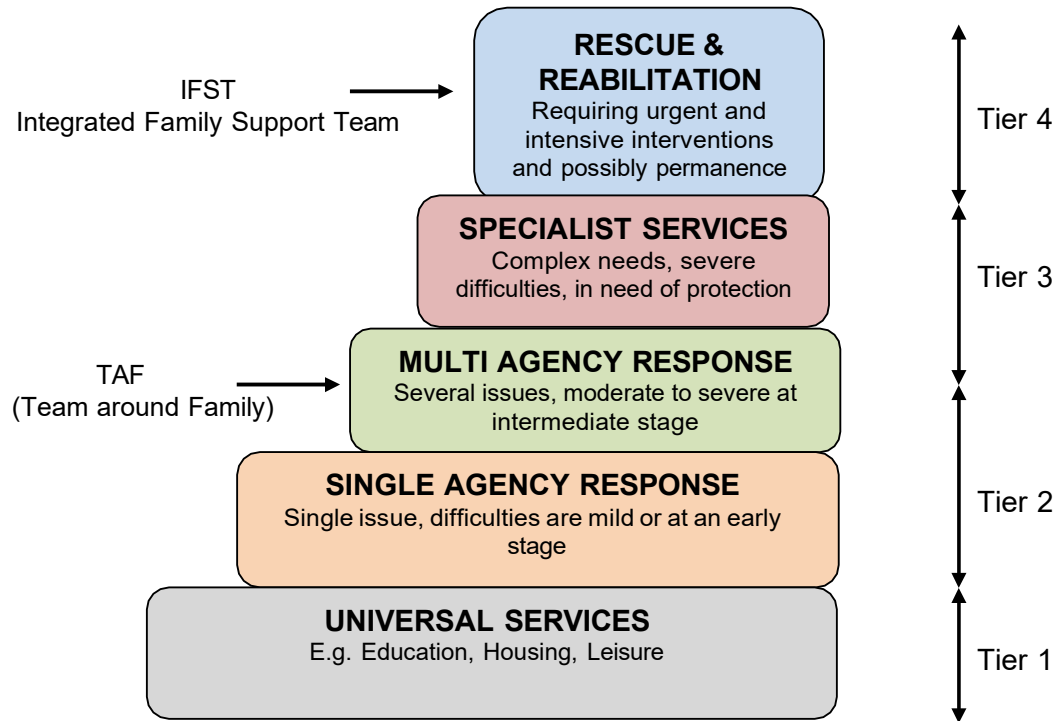 RESCUE &
REABILITATION
Requiring urgent and
intensive interventions
and possibly permanence
IFST
Integrated Family Support Team
Tier 4
SPECIALIST SERVICES
Complex needs, severe
difficulties, in need of protection
Tier 3
MULTI AGENCY RESPONSE
Several issues, moderate to severe at
intermediate stage
TAF
(Team around Family)
SINGLE AGENCY RESPONSE
Single issue, difficulties are mild or at an early
stage
Tier 2
UNIVERSAL SERVICES
E.g. Education, Housing, Leisure
Tier 1